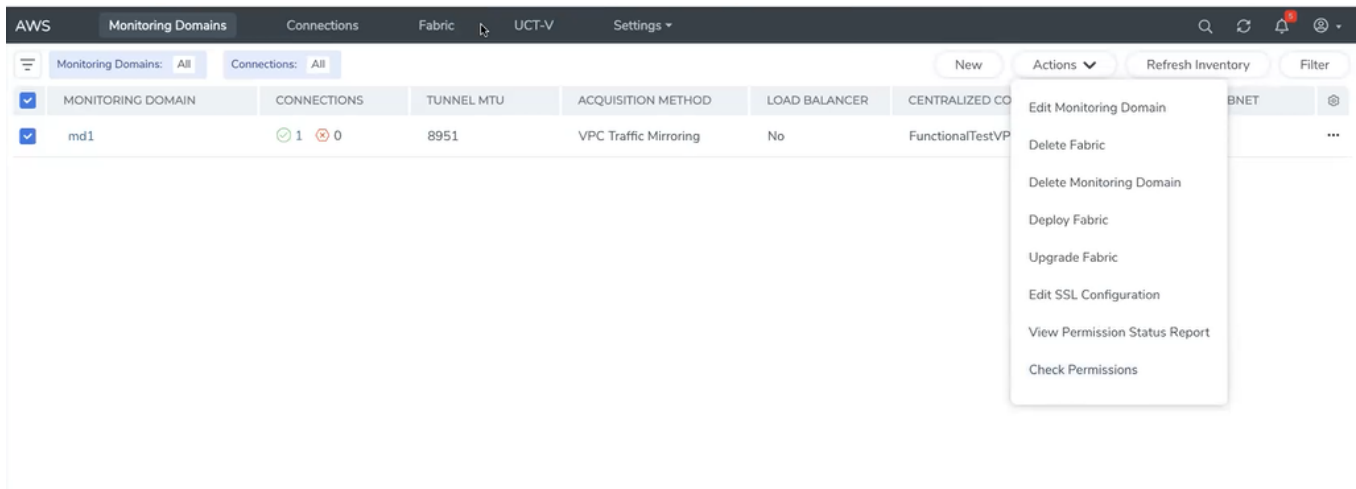 AWS Monitoring Domains Connections Fabric UCT-V Settings 5
Monitoring Domains: All Connections: All New Actions Refresh Inventory Filter
MONITORING DOMAIN CONNECTIONS TUNNEL MTU ACQUISITION METHOD LOAD BALANCER CENTRALIZED CO BNET
md1 1 0 8951 VPC Traffic Mirroring No FunctionalTestVP ...
Edit Monitoring Domain
Delete Fabric
Delete Monitoring Domain
Deploy Fabric
Upgrade Fabric
Edit SSL Configuration
View Permission Status Report
Check Permissions